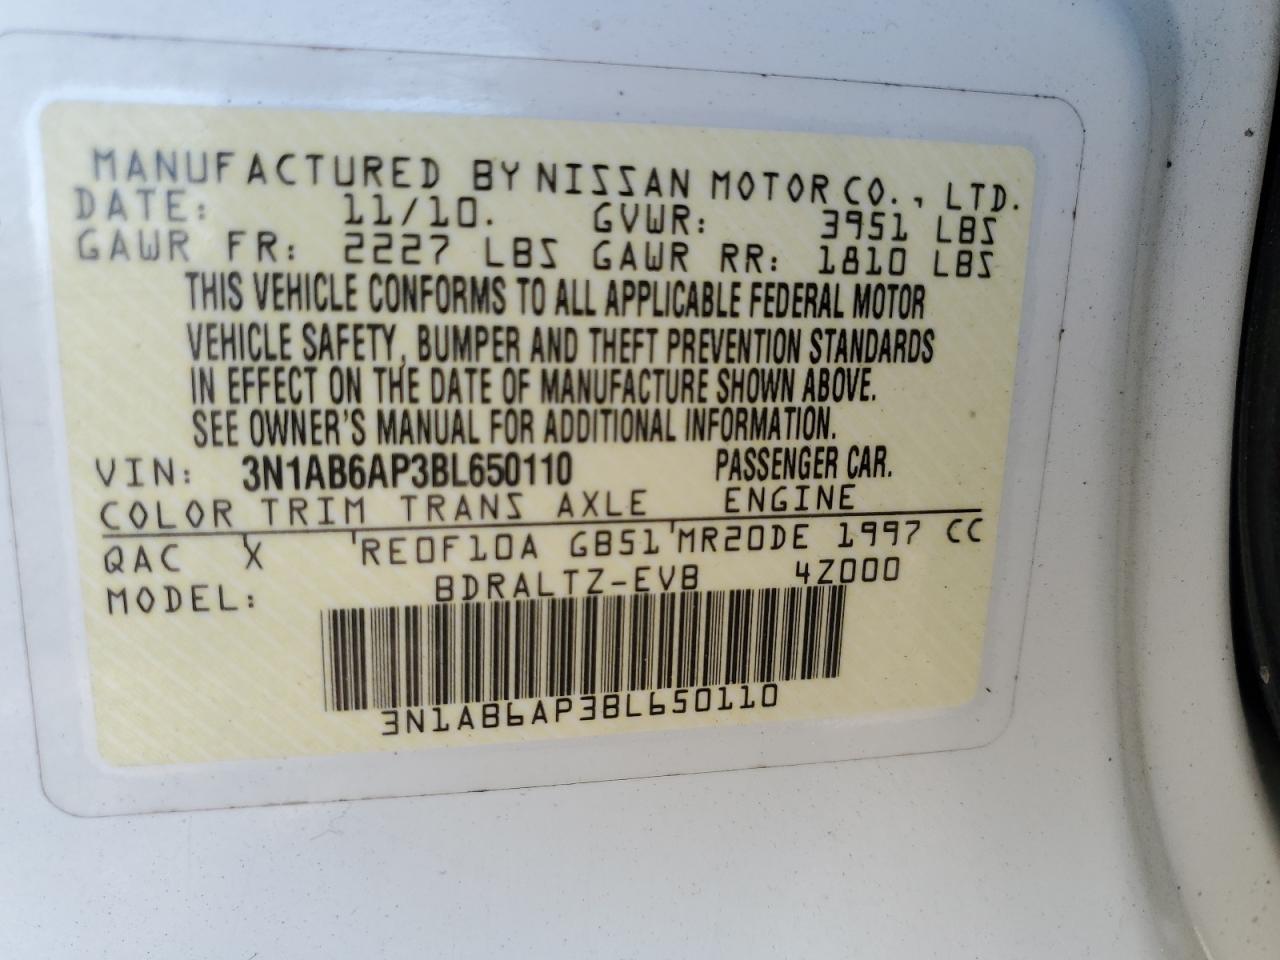 MANUFACTURED BY NISSAN MOTOR CO., LTD.
DATE: 11/10. GVWR: 3951 LBS
GAWR FR: 2227 LBS GAWR RR: 1810 LBS
THIS VEHICLE CONFORMS TO ALL APPLICABLE FEDERAL MOTOR
VEHICLE SAFETY, BUMPER AND THEFT PREVENTION STANDARDS
IN EFFECT ON THE DATE OF MANUFACTURE SHOWN ABOVE.
SEE OWNER'S MANUAL FOR ADDITIONAL INFORMATION.
VIN: 3N1AB6AP3BL650110 PASSENGER CAR.
COLOR TRIM TRANS AXLE ENGINE
QAC X RE0F10A GB51 MR20DE 1997 CC
MODEL: BDRALTZ-EVB 4Z000
3N1AB6AP3BL650110